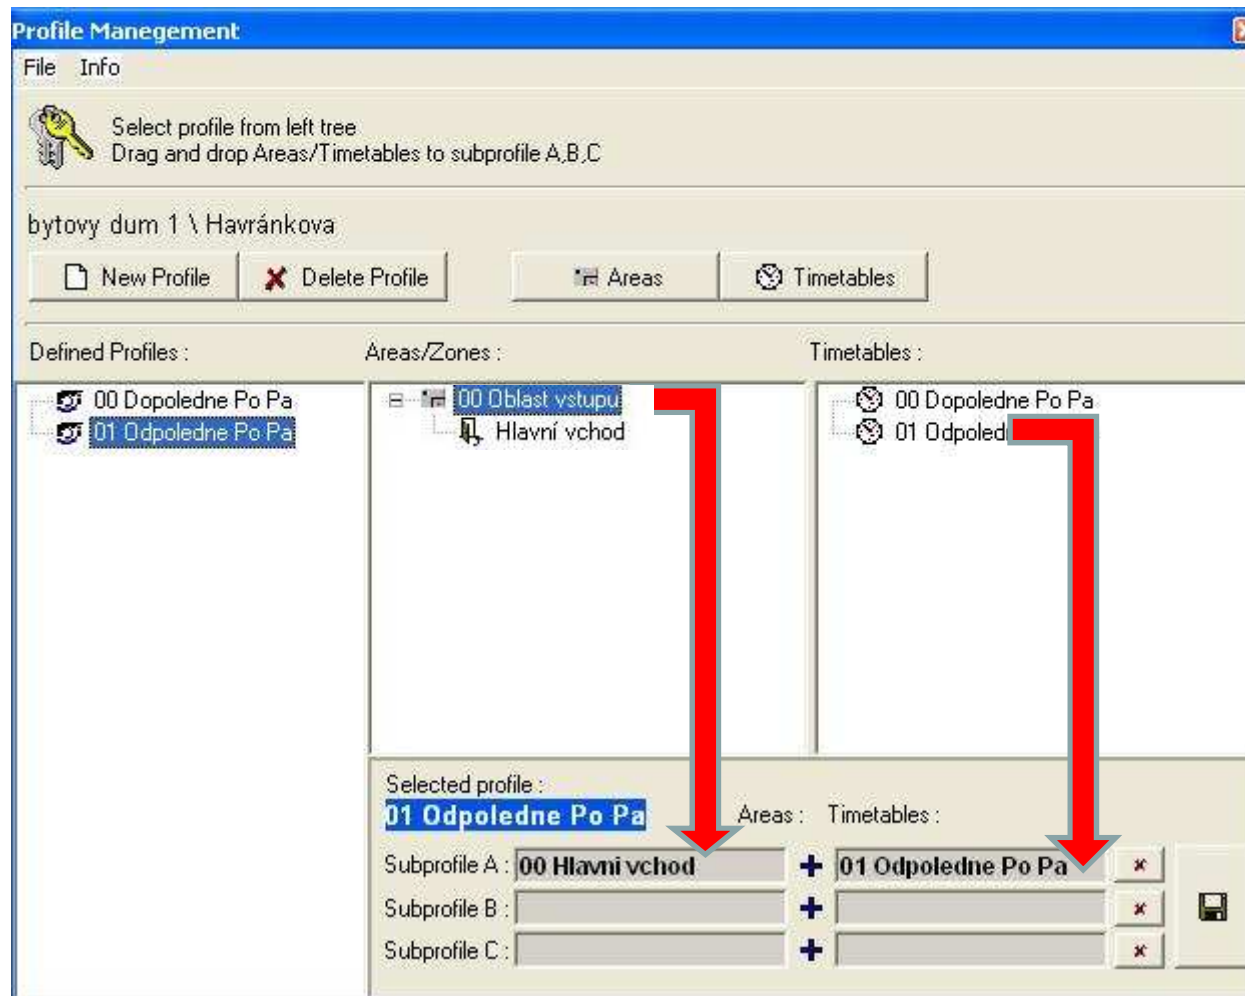 Profile Manegement
File Info
Select profile from left tree
Drag and drop Areas/Timetables to subprofile A,B,C
bytovy dum 1 \ Havránkova
New Profile Delete Profile Areas Timetables
Defined Profiles : Areas/Zones : Timetables :
00 Dopoledne Po Pa 00 Oblast vstupu 00 Dopoledne Po Pa
01 Odpoledne Po Pa Hlavní vchod 01 Odpoledn
Selected profile :
01 Odpoledne Po Pa Areas : Timetables :
Subprofile A : 00 Hlavni vchod + 01 Odpoledne Po Pa
Subprofile B : +
Subprofile C : +